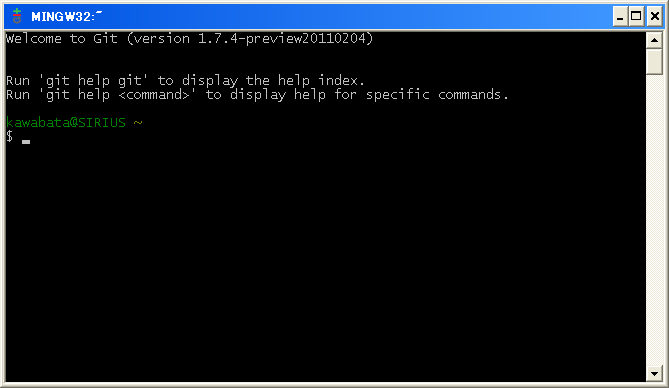 MINGW32:~
Welcome to Git (version 1.7.4-preview20110204)
Run 'git help git' to display the help index.
Run 'git help <command>' to display help for specific commands.
kawabata@SIRIUS ~
$